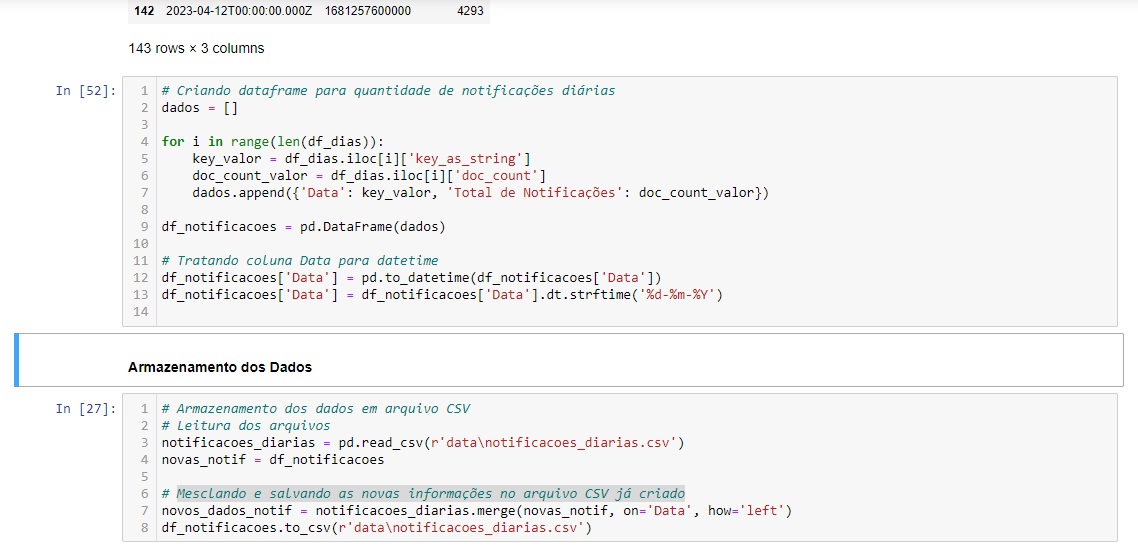 142 2023-04-12T00:00:00.000Z 1681257600000 4293
143 rows × 3 columns
In [52]:
1 # Criando dataframe para quantidade de notificações diárias
2 dados = []
3
4 for i in range(len(df_dias)):
5     key_valor = df_dias.iloc[i]['key_as_string']
6     doc_count_valor = df_dias.iloc[i]['doc_count']
7     dados.append({'Data': key_valor, 'Total de Notificações': doc_count_valor})
8
9 df_notificacoes = pd.DataFrame(dados)
10
11 # Tratando coluna Data para datetime
12 df_notificacoes['Data'] = pd.to_datetime(df_notificacoes['Data'])
13 df_notificacoes['Data'] = df_notificacoes['Data'].dt.strftime('%d-%m-%Y')
14
Armazenamento dos Dados
In [27]:
1 # Armazenamento dos dados em arquivo CSV
2 # Leitura dos arquivos
3 notificacoes_diarias = pd.read_csv(r'data\notificacoes_diarias.csv')
4 novas_notif = df_notificacoes
5
6 # Mesclando e salvando as novas informações no arquivo CSV já criado
7 novos_dados_notif = notificacoes_diarias.merge(novas_notif, on='Data', how='left')
8 df_notificacoes.to_csv(r'data\notificacoes_diarias.csv')